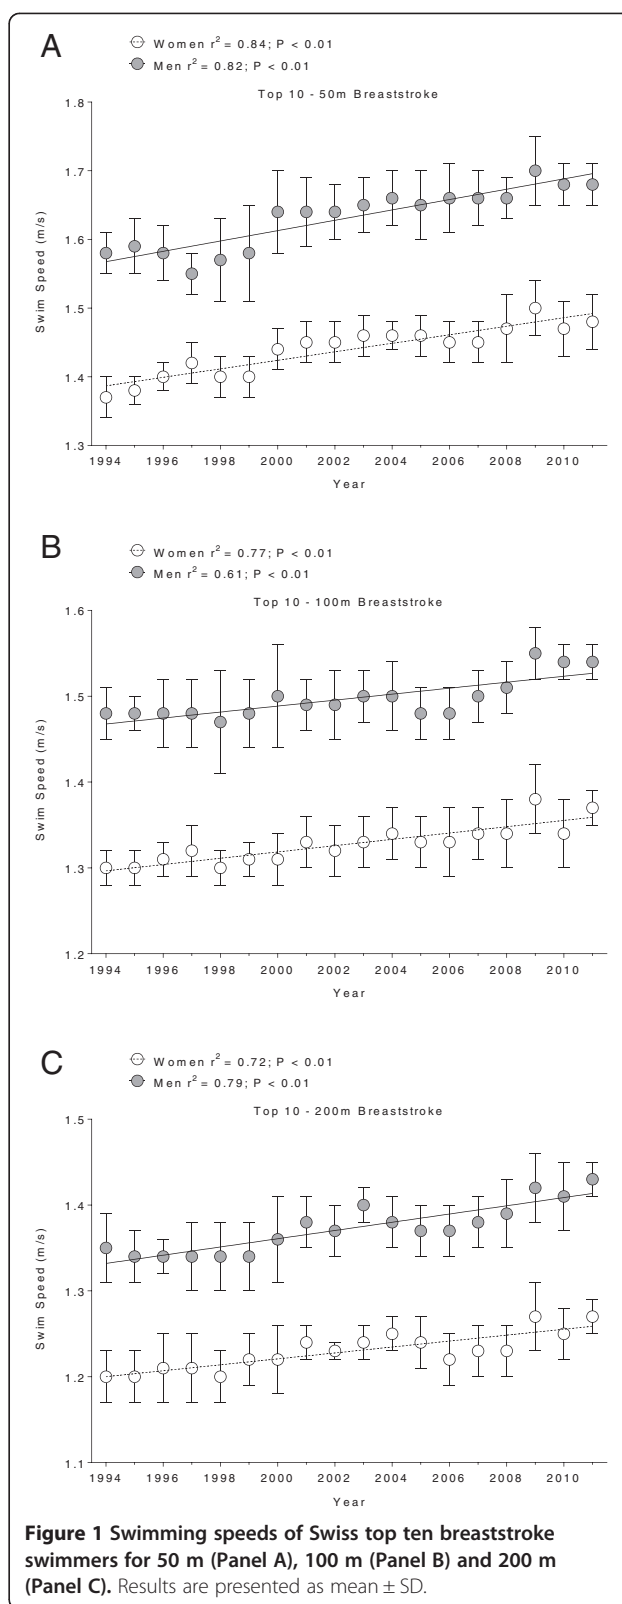 A
Women r² = 0.84; P < 0.01
Men r² = 0.82; P < 0.01
Top 10 - 50m Breaststroke
1.8
1.7
1.6
1.5
1.4
1.3
Swim Speed (m/s)
1994 1996 1998 2000 2002 2004 2006 2008 2010
Year
B
Women r² = 0.77; P < 0.01
Men r² = 0.61; P < 0.01
Top 10 - 100m Breaststroke
1.6
1.5
1.4
1.3
1.2
Swim Speed (m/s)
1994 1996 1998 2000 2002 2004 2006 2008 2010
Year
C
Women r² = 0.72; P < 0.01
Men r² = 0.79; P < 0.01
Top 10 - 200m Breaststroke
1.5
1.4
1.3
1.2
1.1
Swim Speed (m/s)
1994 1996 1998 2000 2002 2004 2006 2008 2010
Year
Figure 1 Swimming speeds of Swiss top ten breaststroke
swimmers for 50 m (Panel A), 100 m (Panel B) and 200 m
(Panel C). Results are presented as mean ± SD.